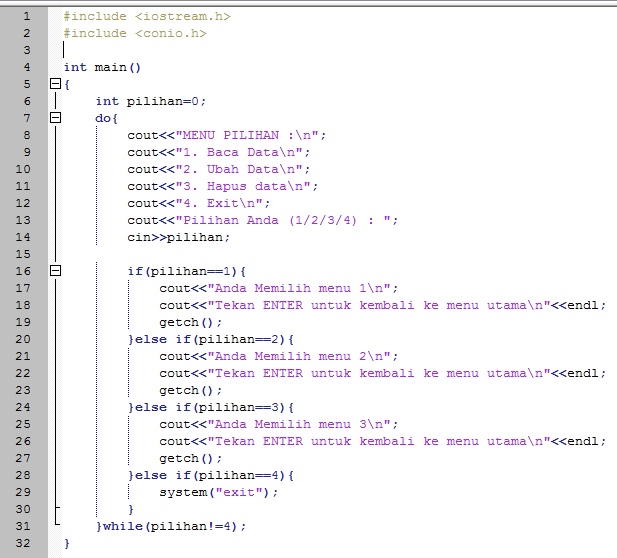 1 #include <iostream.h>
2 #include <conio.h>
3
4 int main()
5 {
6 int pilihan=0;
7 do{
8 cout<<"MENU PILIHAN :\n";
9 cout<<"1. Baca Data\n";
10 cout<<"2. Ubah Data\n";
11 cout<<"3. Hapus data\n";
12 cout<<"4. Exit\n";
13 cout<<"Pilihan Anda (1/2/3/4) : ";
14 cin>>pilihan;
15
16 if(pilihan==1){
17 cout<<"Anda Memilih menu 1\n";
18 cout<<"Tekan ENTER untuk kembali ke menu utama\n"<<endl;
19 getch();
20 }else if(pilihan==2){
21 cout<<"Anda Memilih menu 2\n";
22 cout<<"Tekan ENTER untuk kembali ke menu utama\n"<<endl;
23 getch();
24 }else if(pilihan==3){
25 cout<<"Anda Memilih menu 3\n";
26 cout<<"Tekan ENTER untuk kembali ke menu utama\n"<<endl;
27 getch();
28 }else if(pilihan==4){
29 system("exit");
30 }
31 }while(pilihan!=4);
32 }